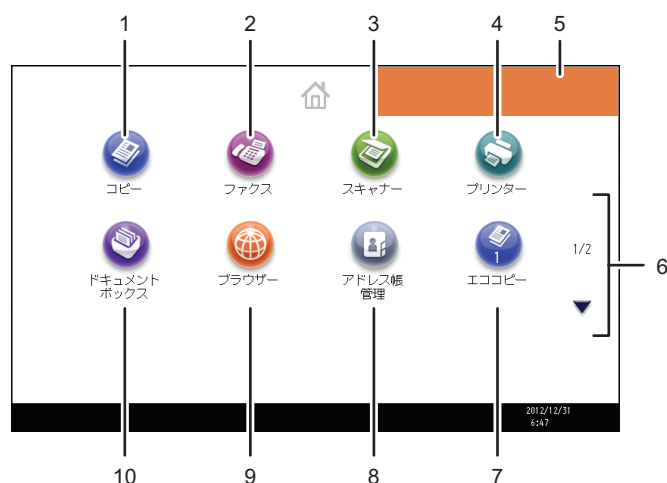 1 2 3 4 5
コピー ファクス スキャナー プリンター
1
ドキュメント
ボックス
ブラウザー
アドレス帳
管理
エココピー
1/2
6
2012/12/31
6:47
10 9 8 7